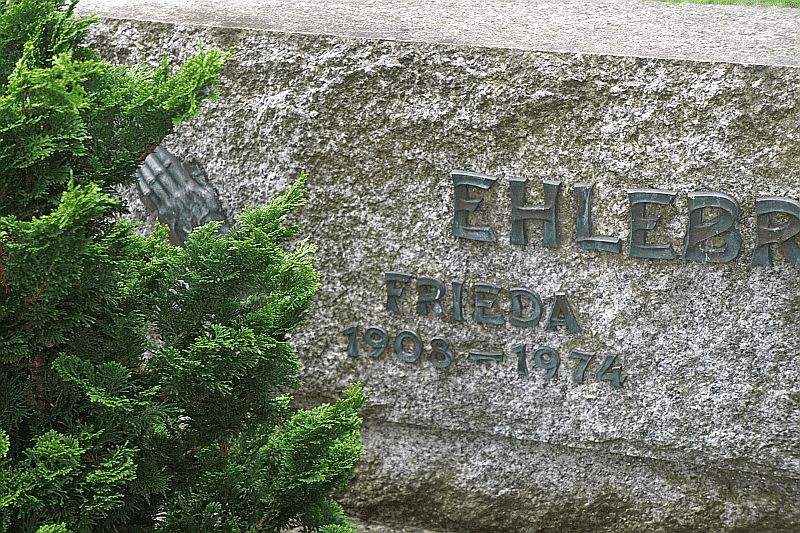 EHLEBR
FRIEDA
1908 – 1974